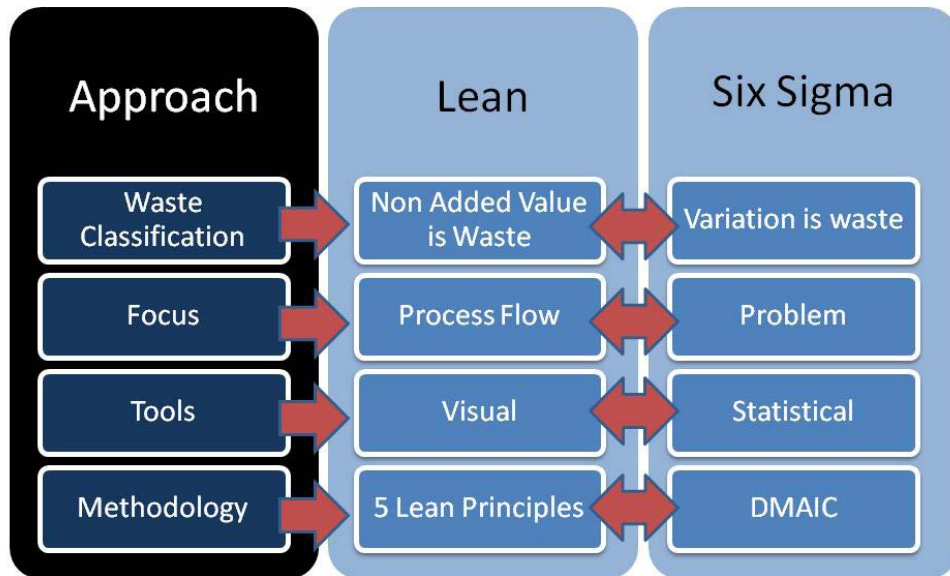 Approach
Lean
Six Sigma
Waste
Classification
Non Added Value
is Waste
Variation is waste
Focus
Process Flow
Problem
Tools
Visual
Statistical
Methodology
5 Lean Principles
DMAIC